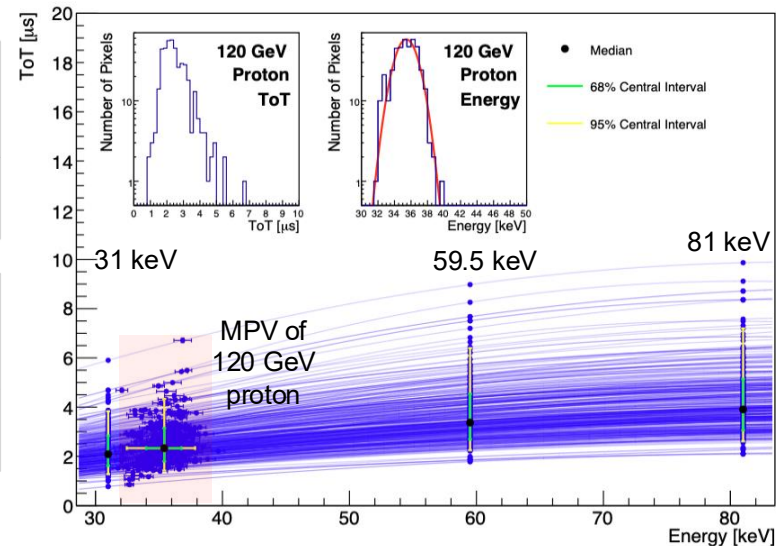 ToT [μs]
20
18
16
14
12
10
8
6
4
2
0
Number of Pixels
10
1
120 GeV
Proton
ToT
0 1 2 3 4 5 6 7 8 9 10
ToT [μs]
Number of Pixels
10
1
120 GeV
Proton
Energy
30 32 34 36 38 40 42 44 46 48 50
Energy [keV]
Median
68% Central Interval
95% Central Interval
31 keV
59.5 keV
81 keV
MPV of
120 GeV
proton
30 40 50 60 70 80
Energy [keV]